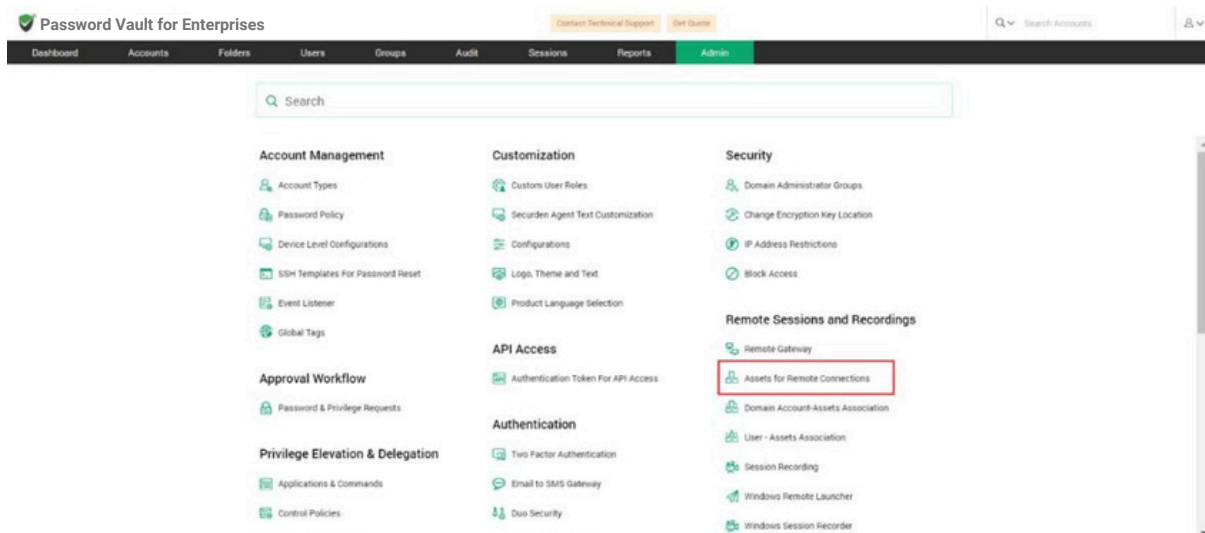 Password Vault for Enterprises
Contact Technical Support
Get Quote
Search Accounts
Dashboard
Accounts
Folders
Users
Groups
Audit
Sessions
Reports
Admin
Search
Account Management
Account Types
Password Policy
Device Level Configurations
SSH Templates For Password Reset
Event Listener
Global Tags
Approval Workflow
Password & Privilege Requests
Privilege Elevation & Delegation
Applications & Commands
Control Policies
Customization
Custom User Roles
Securden Agent Text Customization
Configurations
Logo, Theme and Text
Product Language Selection
API Access
Authentication Token For API Access
Authentication
Two Factor Authentication
Email to SMS Gateway
Duo Security
Security
Domain Administrator Groups
Change Encryption Key Location
IP Address Restrictions
Block Access
Remote Sessions and Recordings
Remote Gateway
Assets for Remote Connections
Domain Account-Assets Association
User - Assets Association
Session Recording
Windows Remote Launcher
Windows Session Recorder